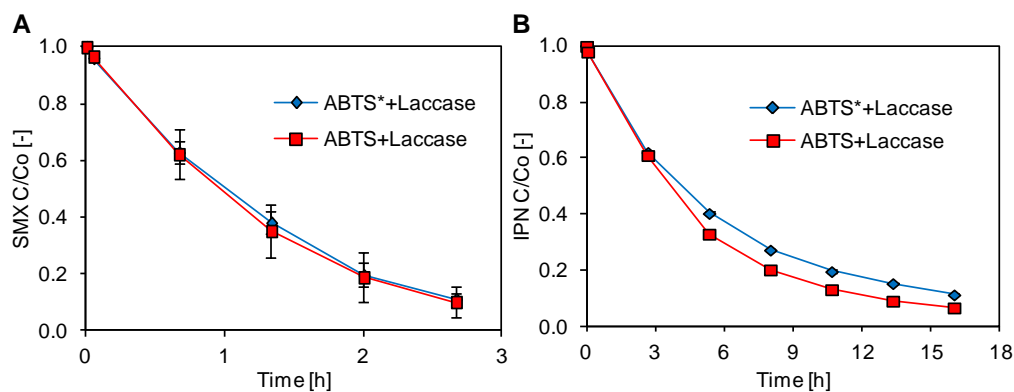 A
SMX C/Co [-]
1.0
0.8
0.6
0.4
0.2
0.0
0
1
2
3
Time [h]
ABTS*+Laccase
ABTS+Laccase
B
IPN C/Co [-]
1.0
0.8
0.6
0.4
0.2
0.0
0
3
6
9
12
15
18
Time [h]
ABTS*+Laccase
ABTS+Laccase